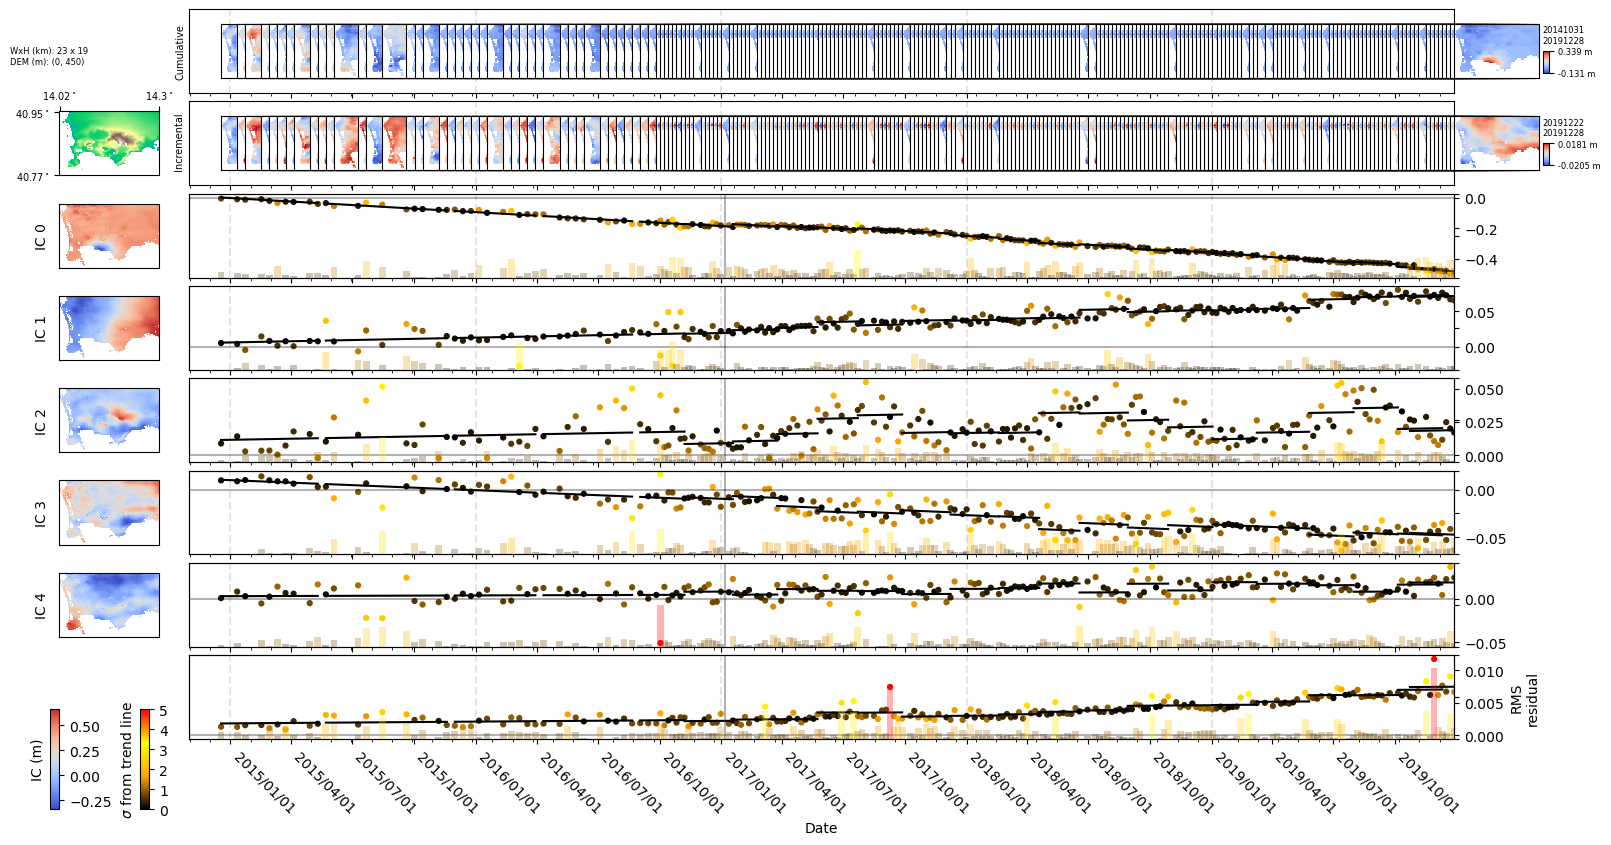 Cumulative
20141031
20191228
0.339 m
-0.131 m
WxH (km): 23 x 19
DEM (m): (0, 450)
14.02°
14.3°
40.95°
40.77°
Incremental
20191222
20191228
0.0181 m
-0.0205 m
IC 0
0.0
−0.2
−0.4
IC 1
0.05
0.00
IC 2
0.050
0.025
0.000
IC 3
0.00
−0.05
IC 4
0.00
−0.05
0.010
0.005
0.000
RMS
residual
IC (m)
0.50
0.25
0.00
−0.25
σ from trend line
5
4
3
2
1
0
2015/01/01
2015/04/01
2015/07/01
2015/10/01
2016/01/01
2016/04/01
2016/07/01
2016/10/01
2017/01/01
2017/04/01
2017/07/01
2017/10/01
2018/01/01
2018/04/01
2018/07/01
2018/10/01
2019/01/01
2019/04/01
2019/07/01
2019/10/01
Date